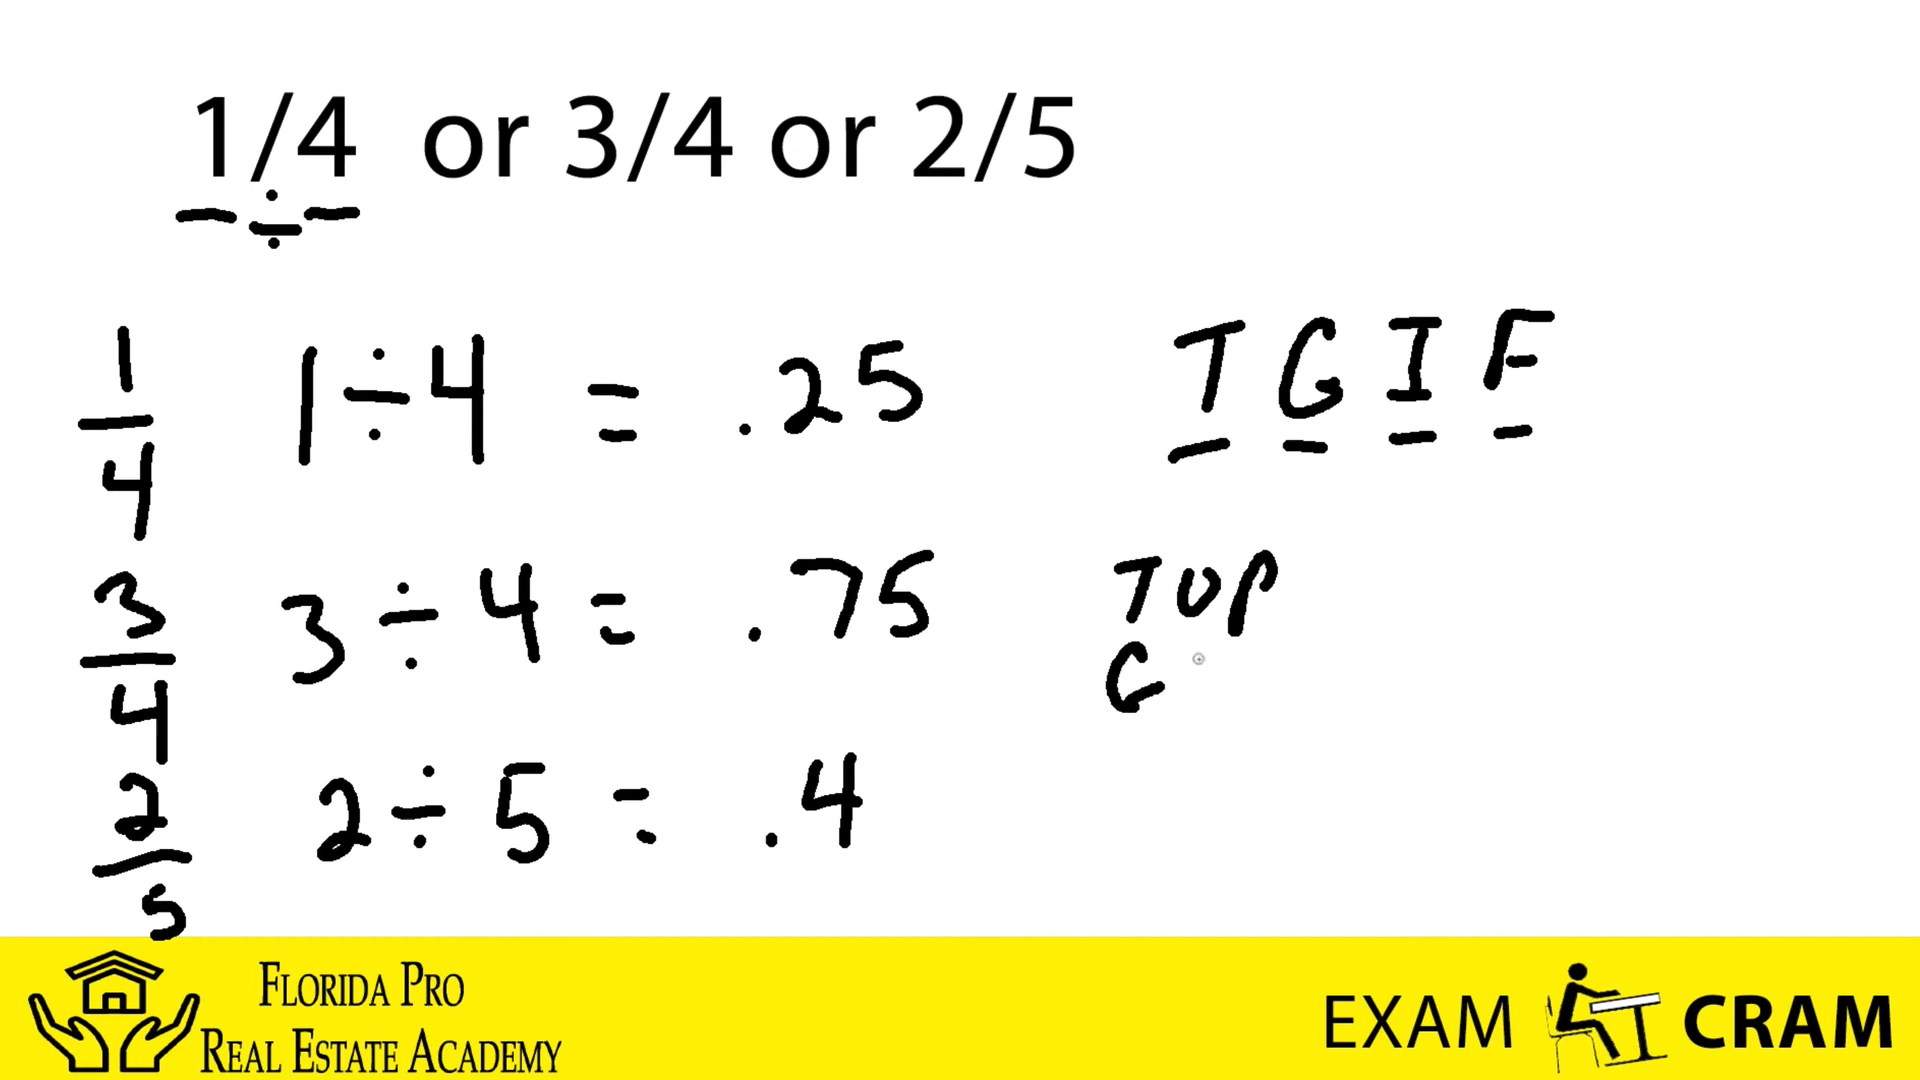 1/4 or 3/4 or 2/5
÷
1/4 1÷4 = .25
T G I F
3/4 3÷4 = .75
TOP
G
2/5 2÷5 = .4
FLORIDA PRO
REAL ESTATE ACADEMY
EXAM CRAM